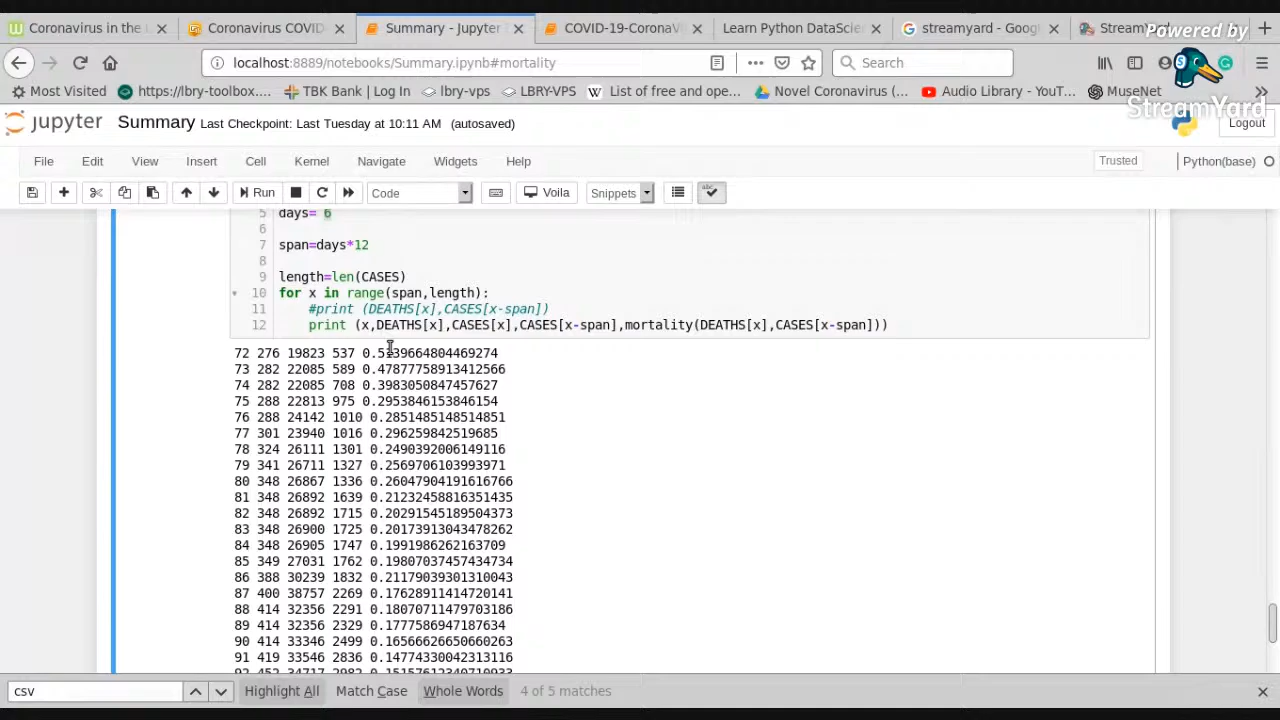 Coronavirus in the L
Coronavirus COVID-
Summary - Jupyter
COVID-19-CoronaV
Learn Python DataScie
streamyard - Goog
StreamYard
Powered by
StreamYard
localhost:8889/notebooks/Summary.ipynb#mortality
Search
Most Visited
https://lbry-toolbox....
TBK Bank | Log In
lbry-vps
LBRY-VPS
List of free and ope...
Novel Coronavirus (...
Audio Library - YouT...
MuseNet
jupyter Summary Last Checkpoint: Last Tuesday at 10:11 AM (autosaved)
Logout
File Edit View Insert Cell Kernel Navigate Widgets Help
Trusted
Python(base)
Run
Code
Voila
Snippets
abc
5 days= 6
6
7 span=days*12
8
9 length=len(CASES)
10 for x in range(span,length):
11 #print (DEATHS[x],CASES[x-span])
12 print (x,DEATHS[x],CASES[x],CASES[x-span],mortality(DEATHS[x],CASES[x-span]))
72 276 19823 537 0.5139664804469274
73 282 22085 589 0.47877758913412566
74 282 22085 708 0.3983050847457627
75 288 22813 975 0.2953846153846154
76 288 24142 1010 0.2851485148514851
77 301 23940 1016 0.296259842519685
78 324 26111 1301 0.2490392006149116
79 341 26711 1327 0.2569706103993971
80 348 26867 1336 0.26047904191616766
81 348 26892 1639 0.21232458816351435
82 348 26892 1715 0.20291545189504373
83 348 26900 1725 0.20173913043478262
84 348 26905 1747 0.1991986262163709
85 349 27031 1762 0.19807037457434734
86 388 30239 1832 0.21179039301310043
87 400 38757 2269 0.17628911414720141
88 414 32356 2291 0.18070711479703186
89 414 32356 2329 0.1777586947187634
90 414 33346 2499 0.16566626650660263
91 419 33546 2836 0.14774330042313116
92 452 34717 2982 0.15157612340710933
csv
Highlight All
Match Case
Whole Words
4 of 5 matches